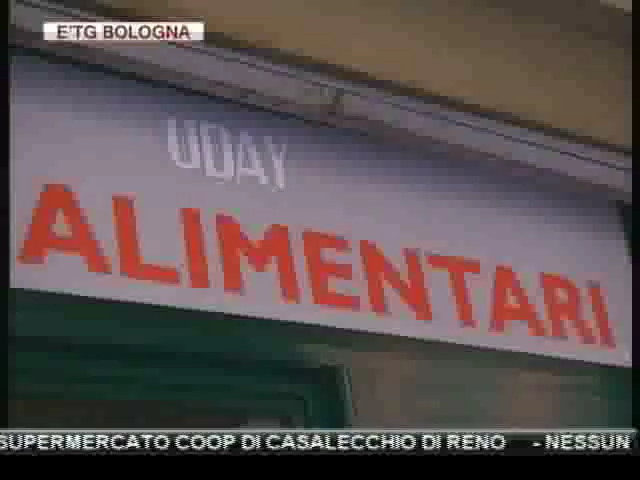 E'TG BOLOGNA
UDAY
ALIMENTARI
SUPERMERCATO COOP DI CASALECCHIO DI RENO - NESSUN